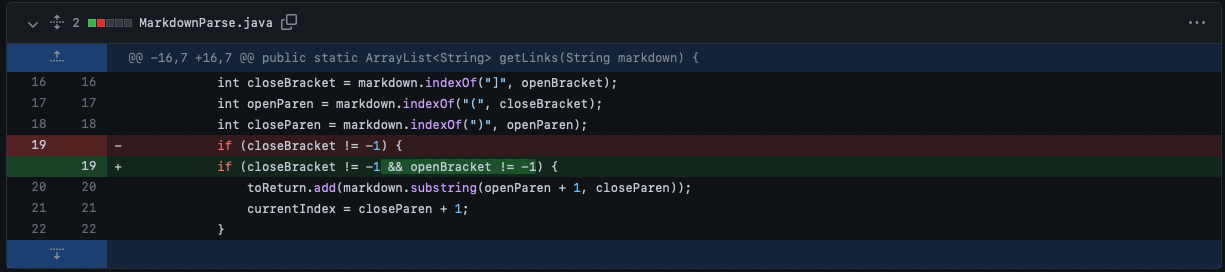 2 MarkdownParse.java
@@ -16,7 +16,7 @@ public static ArrayList<String> getLinks(String markdown) {
16 16 int closeBracket = markdown.indexOf("]", openBracket);
17 17 int openParen = markdown.indexOf("(", closeBracket);
18 18 int closeParen = markdown.indexOf(")", openParen);
19 - if (closeBracket != -1) {
19 + if (closeBracket != -1 && openBracket != -1) {
20 20 toReturn.add(markdown.substring(openParen + 1, closeParen));
21 21 currentIndex = closeParen + 1;
22 22 }